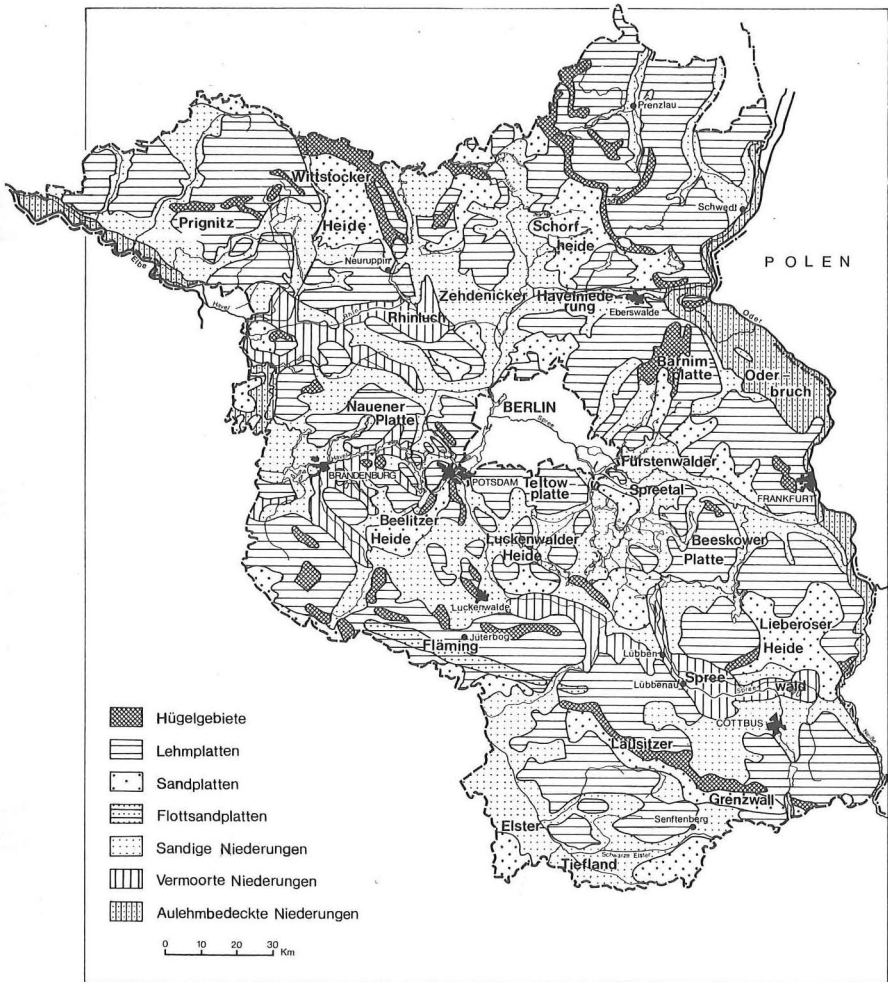 Prenzlau
Wittstocker
Heide
Prignitz
Schwedt
Schorf-
heide
POLEN
Neuruppin
Elbe
Havel
Zehdenicker Havelniede-
rung
Eberswalde
Rhin
Rhinluch
Oder
Barnim-
platte
Oder-
bruch
BERLIN
Spree
Nauener
Platte
Havel
BRANDENBURG
POTSDAM
Teltow
platte
Fürstenwalder
Spreetal
FRANKFURT
Beelitzer
Heide
Luckenwalder
Heide
Beeskower
Platte
Luckenwalde
Jüterbog
Fläming
Lieberoser
Heide
Lübben
Lübbenau
Spree
Spree
wald
COTTBUS
Neiße
Lausitzer
Grenzwall
Elster
Senftenberg
Schwarze Elster
Tiefland
Hügelgebiete
Lehmplatten
Sandplatten
Flottsandplatten
Sandige Niederungen
Vermoorte Niederungen
Aulehmbedeckte Niederungen
0 10 20 30
Km